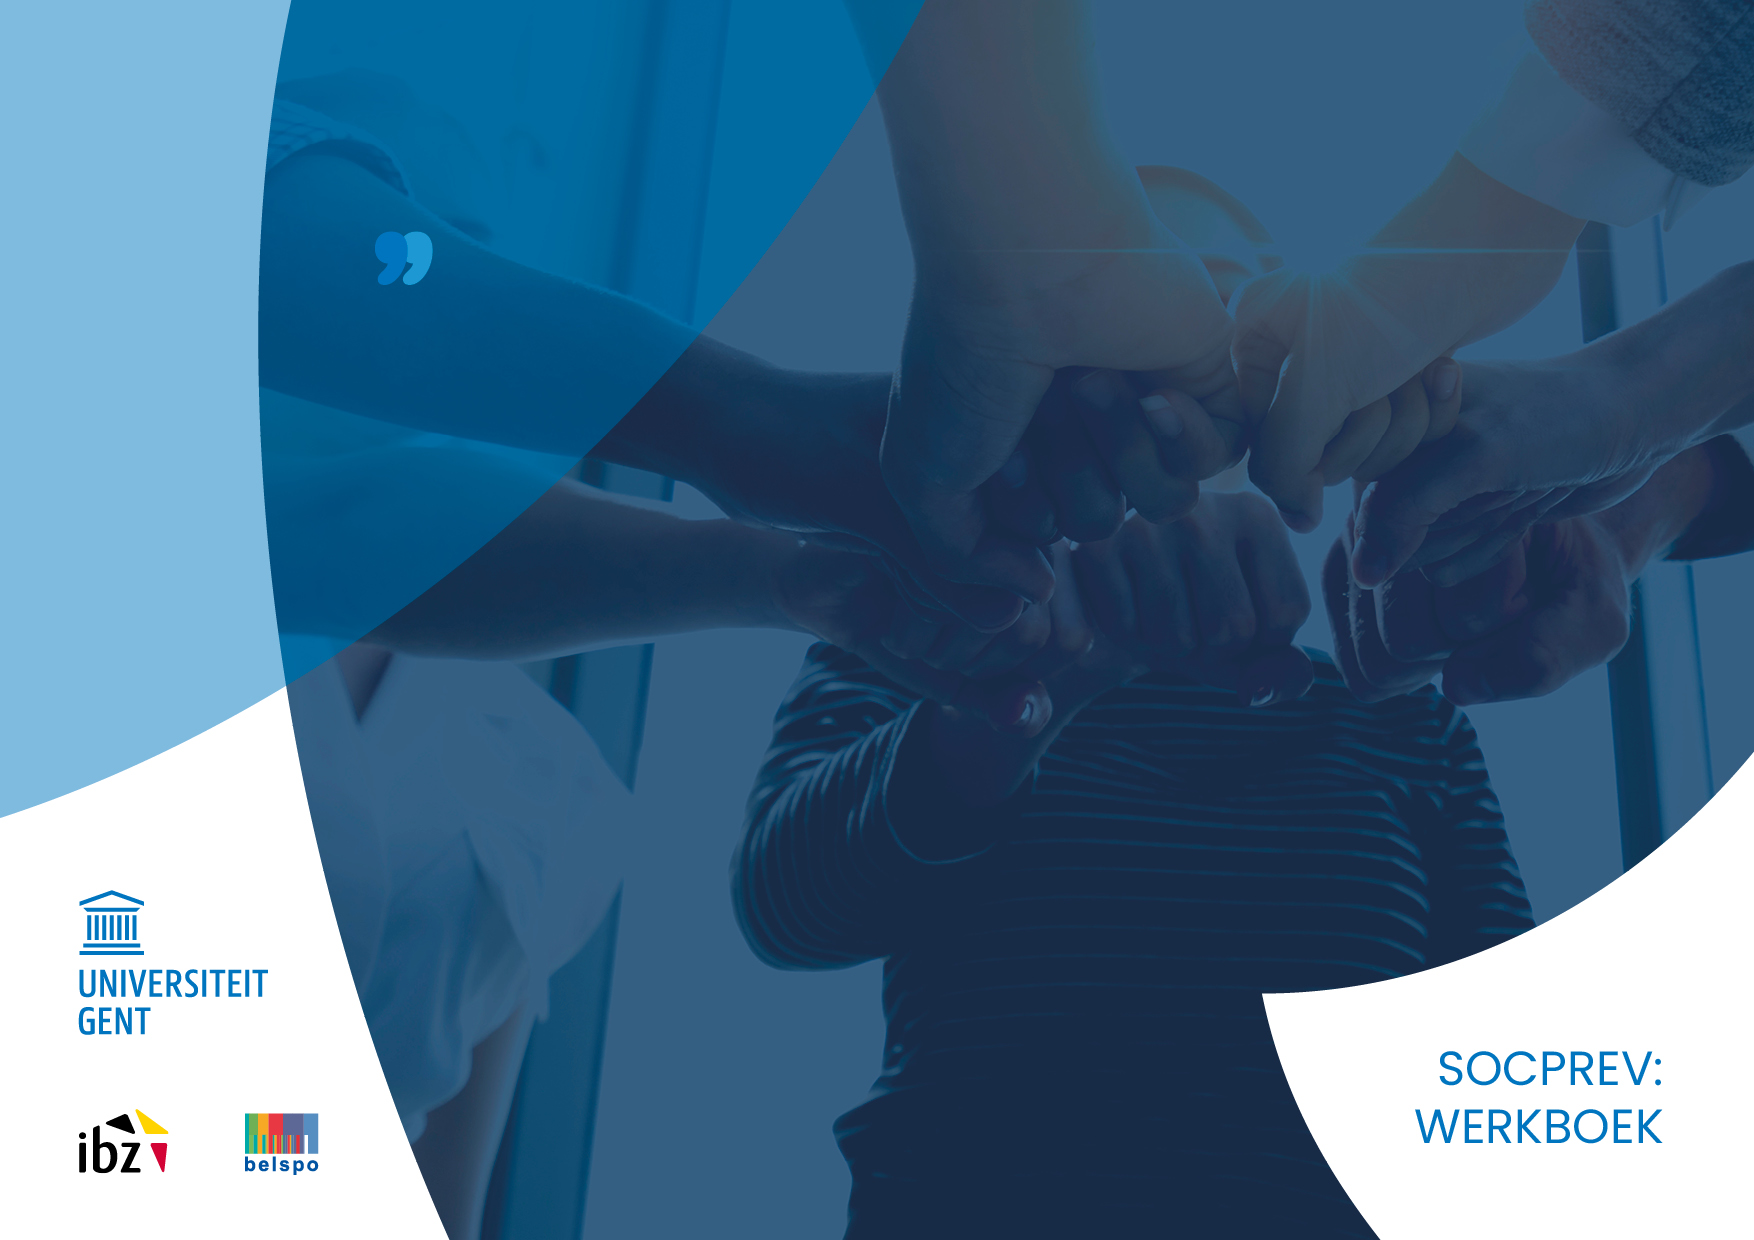 ”
UNIVERSITEIT
GENT
ibz
belspo
SOCPREV:
WERKBOEK